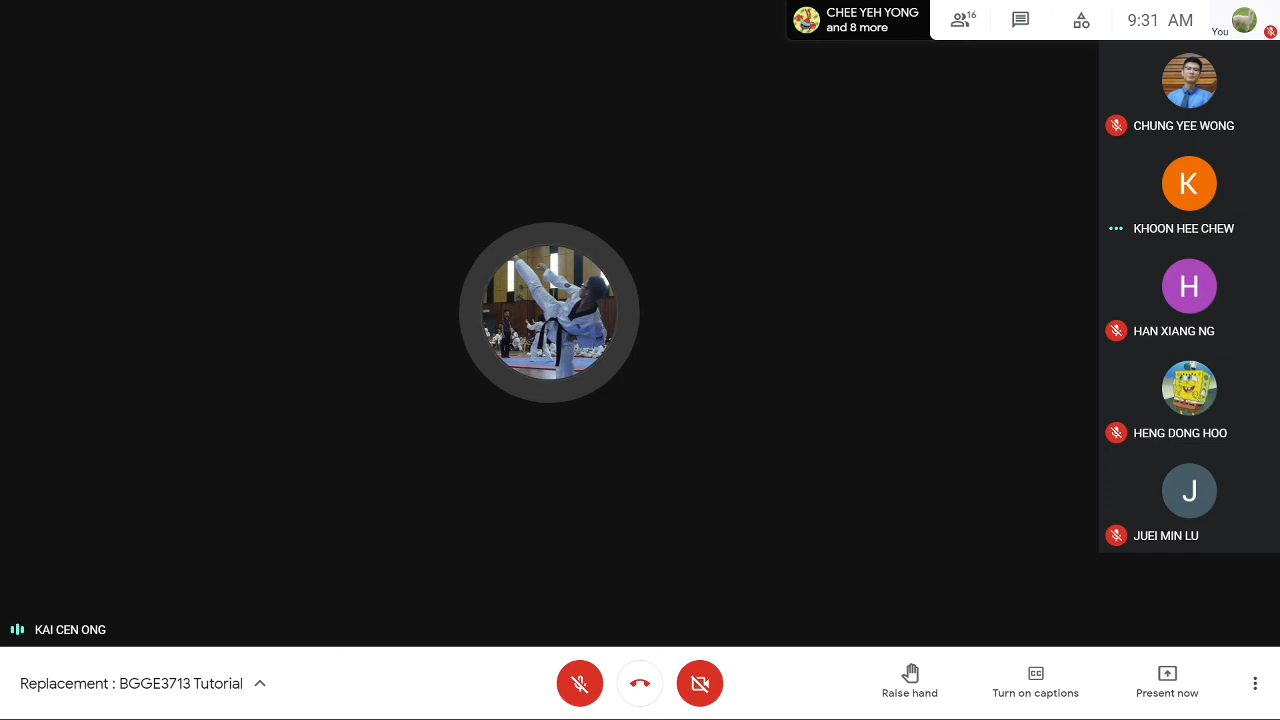 CHEE YEH YONG
and 8 more
16
9:31 AM
You
CHUNG YEE WONG
K
KHOON HEE CHEW
H
HAN XIANG NG
HENG DONG HOO
J
JUEI MIN LU
KAI CEN ONG
Replacement : BGGE3713 Tutorial
CC
Raise hand
Turn on captions
Present now